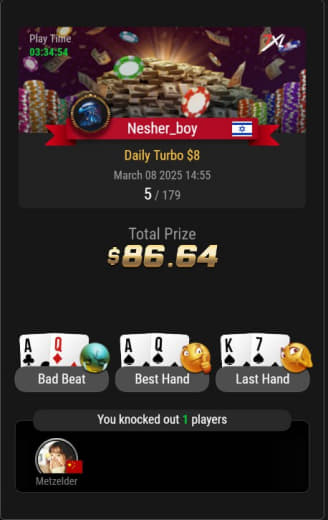 Play Time
03:34:54
Nesher_boy
Daily Turbo $8
March 08 2025 14:55
5 / 179
Total Prize
$86.64
A Q
A Q
K 7
Bad Beat
Best Hand
Last Hand
You knocked out 1 players
Metzelder